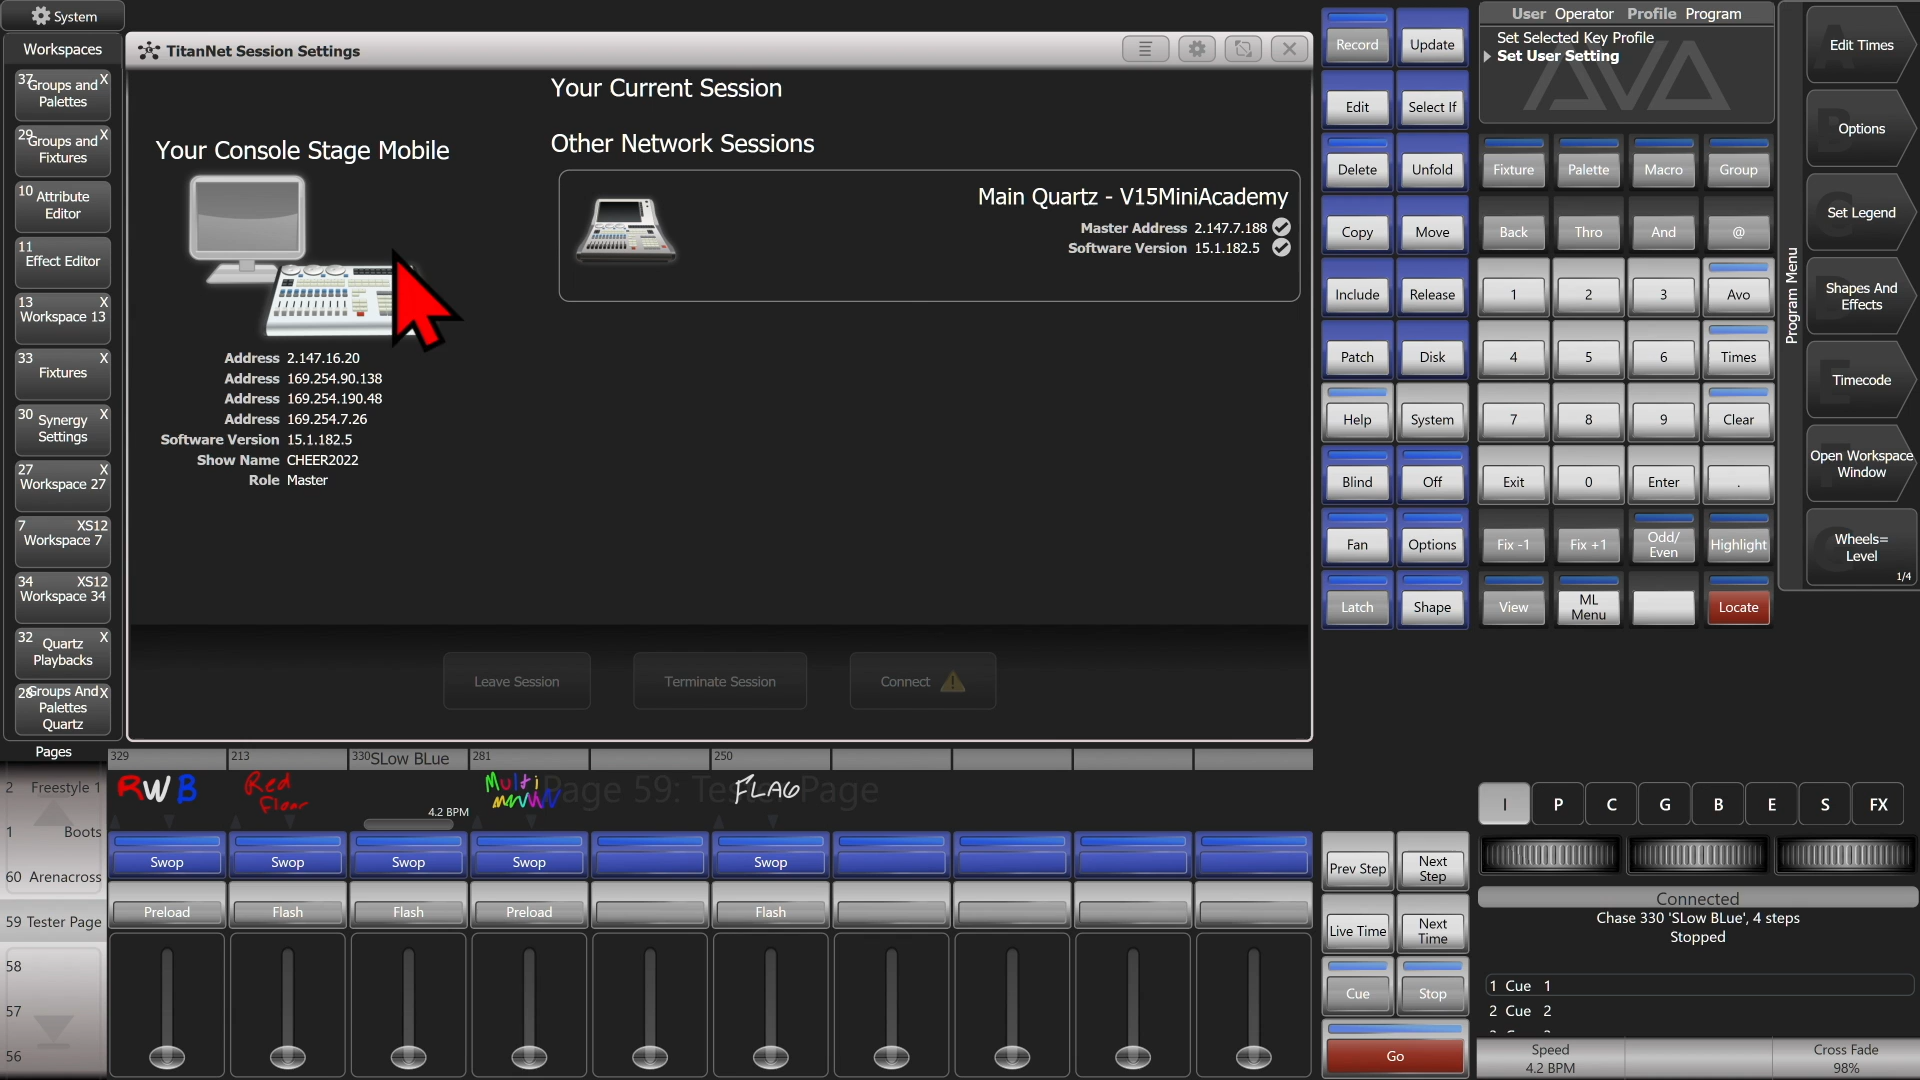 System
Workspaces
37 X
Groups and
Palettes
29 X
Groups and
Fixtures
10
Attribute
Editor
11
Effect Editor
13 X
Workspace 13
33 X
Fixtures
30 X
Synergy
Settings
27 X
Workspace 27
7 XS12
Workspace 7
34 XS12
Workspace 34
32 X
Quartz
Playbacks
28 X
Groups And
Palettes
Quartz
TitanNet Session Settings
Your Current Session
Your Console Stage Mobile
Other Network Sessions
Main Quartz - V15MiniAcademy
Master Address 2.147.7.188
Software Version 15.1.182.5
Address 2.147.16.20
Address 169.254.90.138
Address 169.254.190.48
Address 169.254.7.26
Software Version 15.1.182.5
Show Name CHEER2022
Role Master
Leave Session Terminate Session Connect
Record Update
Edit Select If
Delete Unfold
Copy Move
Include Release
Patch Disk
Help System
Blind Off
Fan Options
Latch Shape
User Operator Profile Program
Set Selected Key Profile
Set User Setting
AVO
Fixture Palette Macro Group
Back Thro And @
1 2 3 Avo
4 5 6 Times
7 8 9 Clear
Exit 0 Enter .
Fix -1 Fix +1 Odd/
Even Highlight
View ML
Menu Locate
Program Menu
A
Edit Times
B
Options
C
Set Legend
D
Shapes And
Effects
E
Timecode
F
Open Workspace
Window
G
Wheels=
Level
1/4
Pages
2 Freestyle 1
1 Boots
60 Arenacross
59 Tester Page
58
57
56
329 213 330 SLow BLue 281 250
RWB Red
Floor
4.2 BPM
Multi
FLAG
Page 59: Tester Page
Swop Swop Swop Swop Swop
Preload Flash Flash Preload Flash
Prev Step Next
Step
Live Time Next
Time
Cue Stop
Go
I P C G B E S FX
Connected
Chase 330 'SLow BLue', 4 steps
Stopped
1 Cue 1
2 Cue 2
Speed
4.2 BPM
Cross Fade
98%